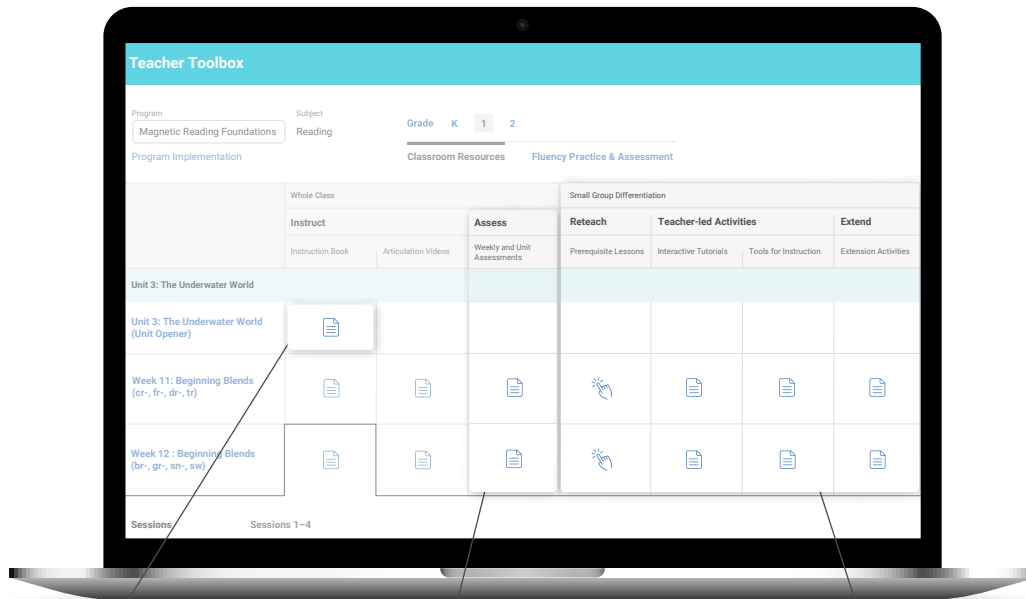 Teacher Toolbox
Program
Subject
Magnetic Reading Foundations
Reading
Grade K 1 2
Program Implementation
Classroom Resources
Fluency Practice & Assessment
Whole Class
Small Group Differentiation
Instruct
Assess
Reteach
Teacher-led Activities
Extend
Instruction Book
Articulation Videos
Weekly and Unit
Assessments
Prerequisite Lessons
Interactive Tutorials
Tools for Instruction
Extension Activities
Unit 3: The Underwater World
Unit 3: The Underwater World
(Unit Opener)
Week 11: Beginning Blends
(cr-, fr-, dr-, tr)
Week 12 : Beginning Blends
(br-, gr-, sn-, sw)
Sessions
Sessions 1–4